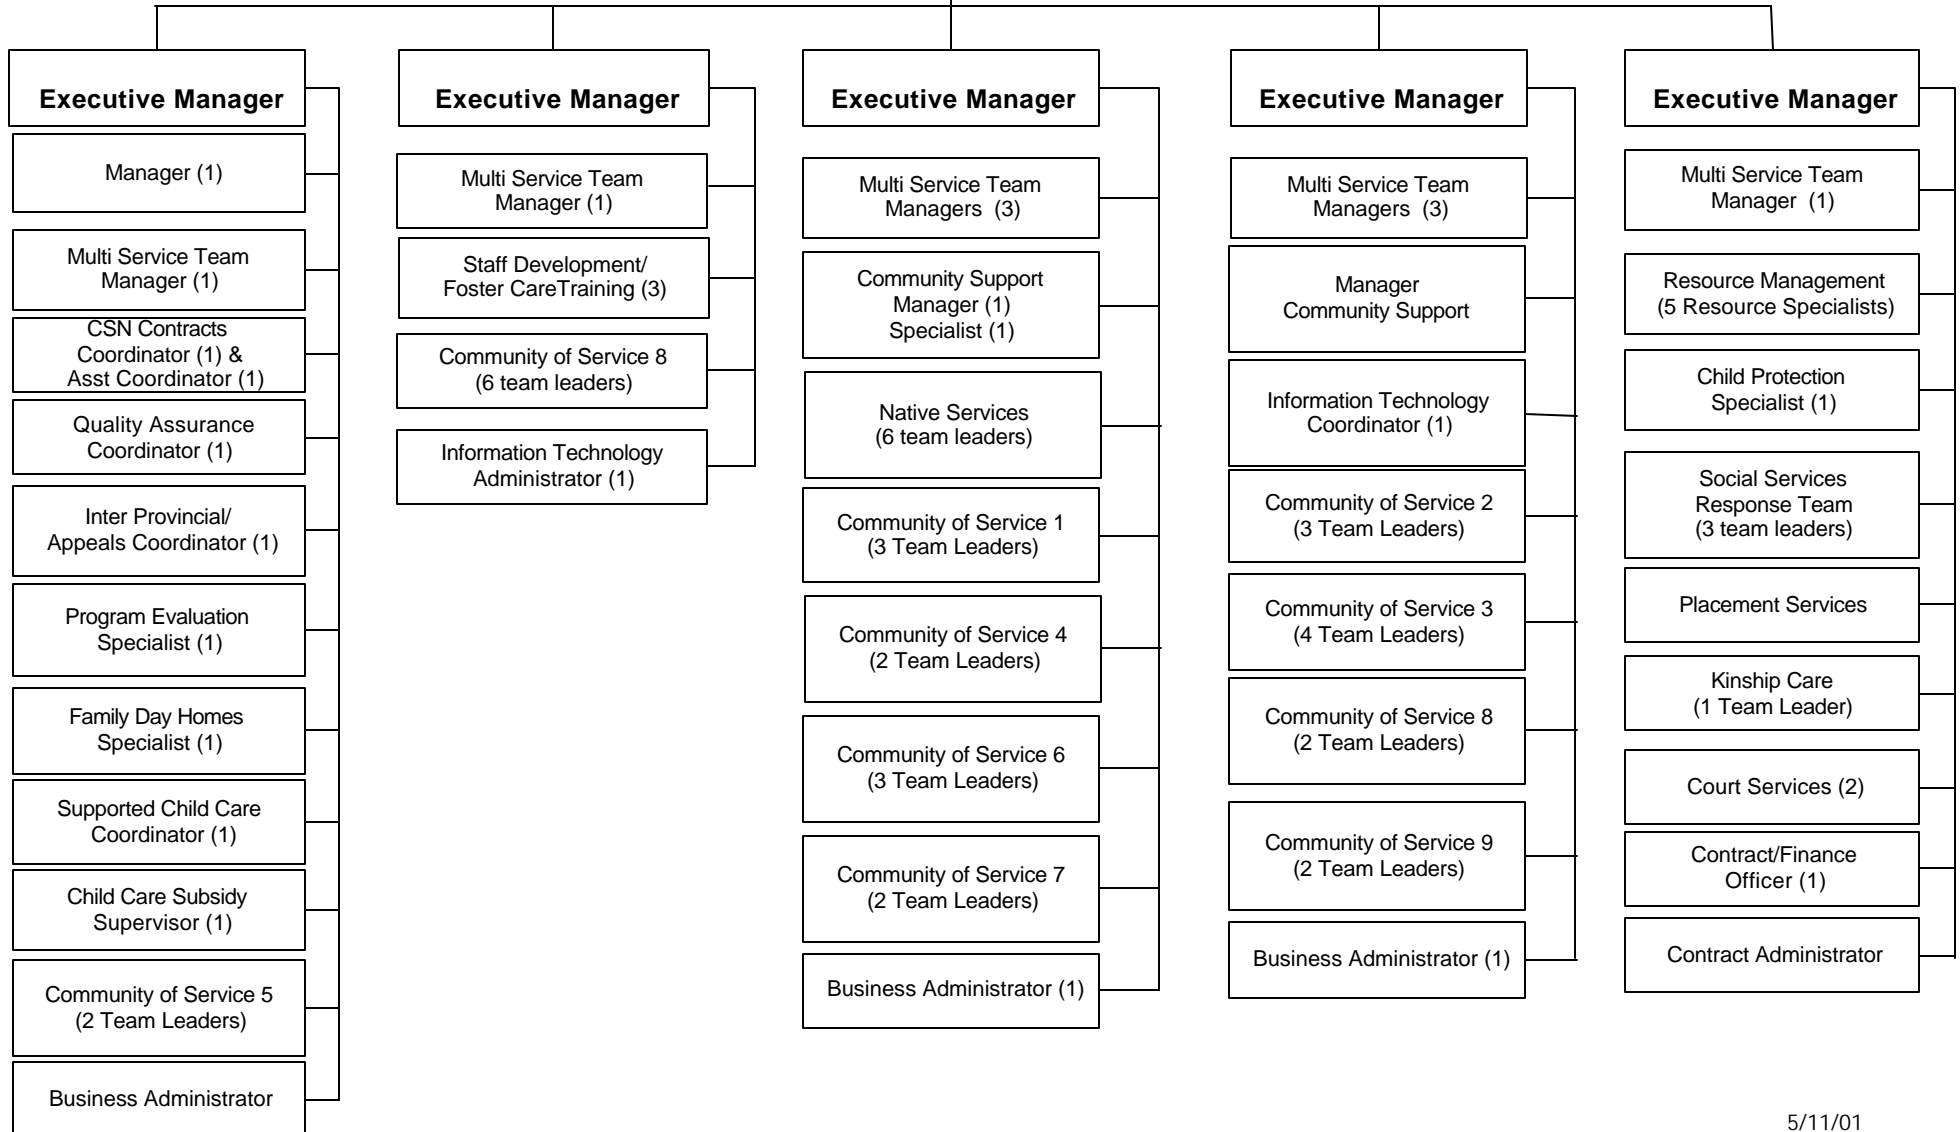 Executive Manager
Manager (1)
Multi Service Team
Manager (1)
CSN Contracts
Coordinator (1) &
Asst Coordinator (1)
Quality Assurance
Coordinator (1)
Inter Provincial/
Appeals Coordinator (1)
Program Evaluation
Specialist (1)
Family Day Homes
Specialist (1)
Supported Child Care
Coordinator (1)
Child Care Subsidy
Supervisor (1)
Community of Service 5
(2 Team Leaders)
Business Administrator
Executive Manager
Multi Service Team
Manager (1)
Staff Development/
Foster CareTraining (3)
Community of Service 8
(6 team leaders)
Information Technology
Administrator (1)
Executive Manager
Multi Service Team
Managers (3)
Community Support
Manager (1)
Specialist (1)
Native Services
(6 team leaders)
Community of Service 1
(3 Team Leaders)
Community of Service 4
(2 Team Leaders)
Community of Service 6
(3 Team Leaders)
Community of Service 7
(2 Team Leaders)
Business Administrator (1)
Executive Manager
Multi Service Team
Managers (3)
Manager
Community Support
Information Technology
Coordinator (1)
Community of Service 2
(3 Team Leaders)
Community of Service 3
(4 Team Leaders)
Community of Service 8
(2 Team Leaders)
Community of Service 9
(2 Team Leaders)
Business Administrator (1)
Executive Manager
Multi Service Team
Manager (1)
Resource Management
(5 Resource Specialists)
Child Protection
Specialist (1)
Social Services
Response Team
(3 team leaders)
Placement Services
Kinship Care
(1 Team Leader)
Court Services (2)
Contract/Finance
Officer (1)
Contract Administrator
5/11/01